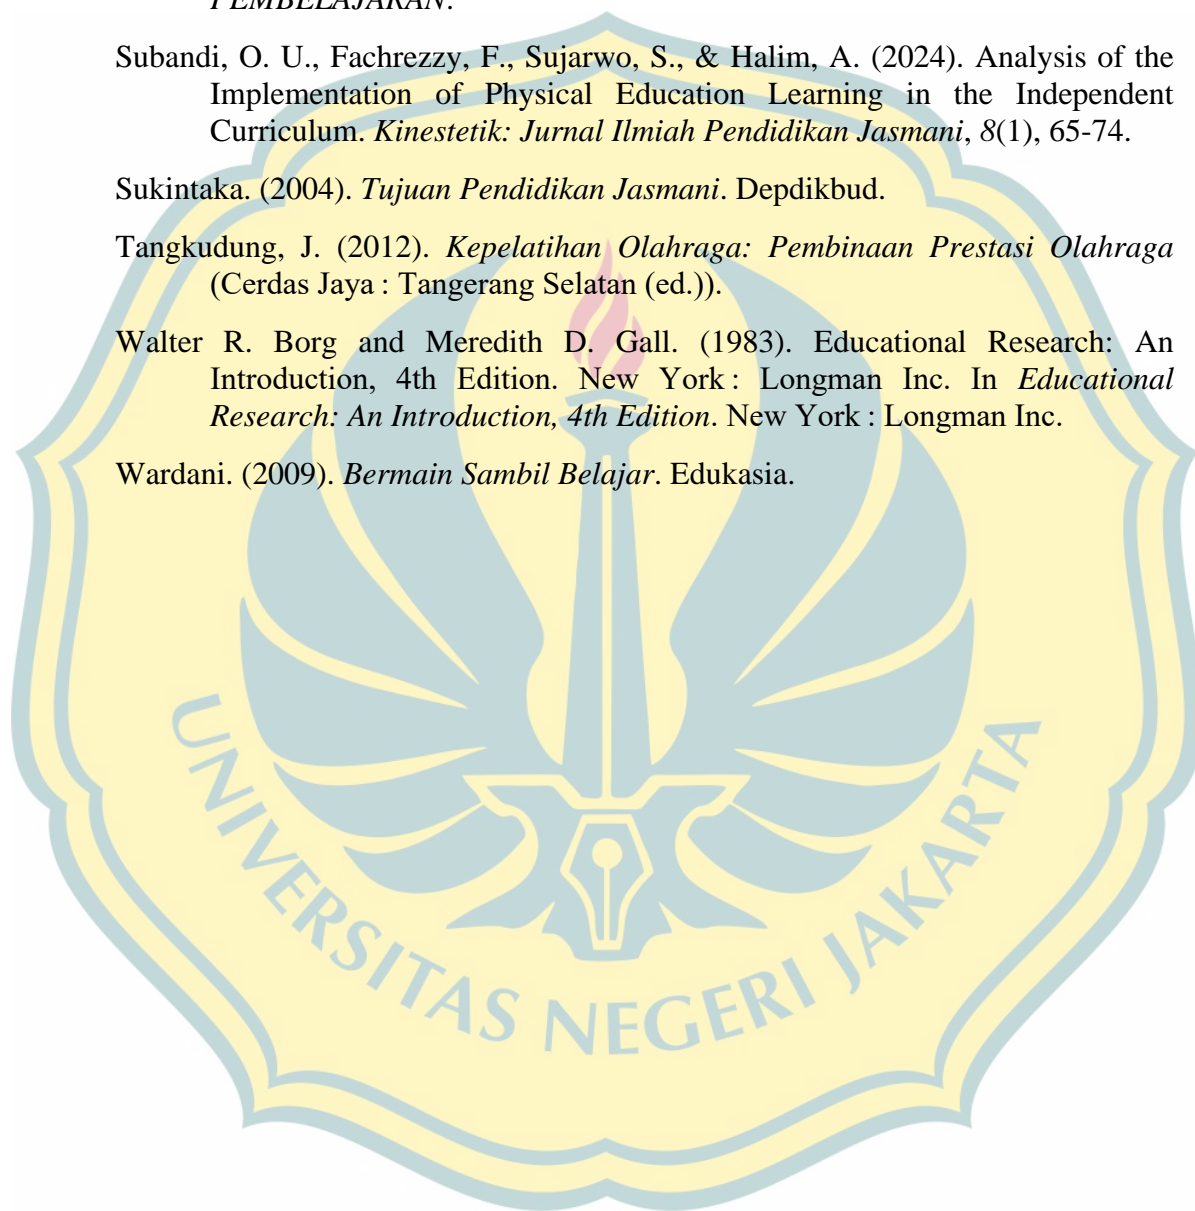 PEMBELAJARAN.
Subandi, O. U., Fachrezzy, F., Sujarwo, S., & Halim, A. (2024). Analysis of the
Implementation of Physical Education Learning in the Independent
Curriculum. Kinestetik: Jurnal Ilmiah Pendidikan Jasmani, 8(1), 65-74.
Sukintaka. (2004). Tujuan Pendidikan Jasmani. Depdikbud.
Tangkudung, J. (2012). Kepelatihan Olahraga: Pembinaan Prestasi Olahraga
(Cerdas Jaya : Tangerang Selatan (ed.)).
Walter R. Borg and Meredith D. Gall. (1983). Educational Research: An
Introduction, 4th Edition. New York : Longman Inc. In Educational
Research: An Introduction, 4th Edition. New York : Longman Inc.
Wardani. (2009). Bermain Sambil Belajar. Edukasia.
UNIVERSITAS NEGERI JAKARTA